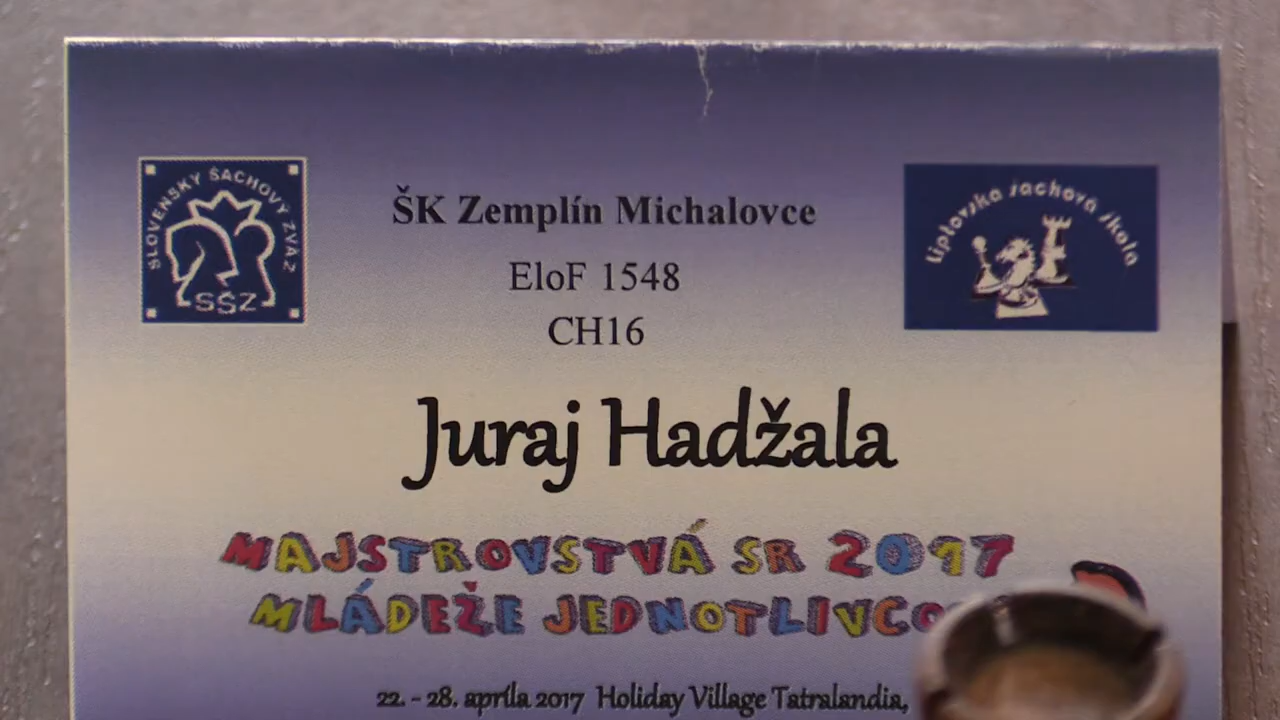 SLOVENSKÝ ŠACHOVÝ ZVÄZ
SŠZ
ŠK Zemplín Michalovce
EloF 1548
CH16
Liptovská šachová škola
Juraj Hadžala
MAJSTROVSTVÁ SR 2017
MLÁDEŽE JEDNOTLIVCO
22. - 28. apríla 2017 Holiday Village Tatralandia,